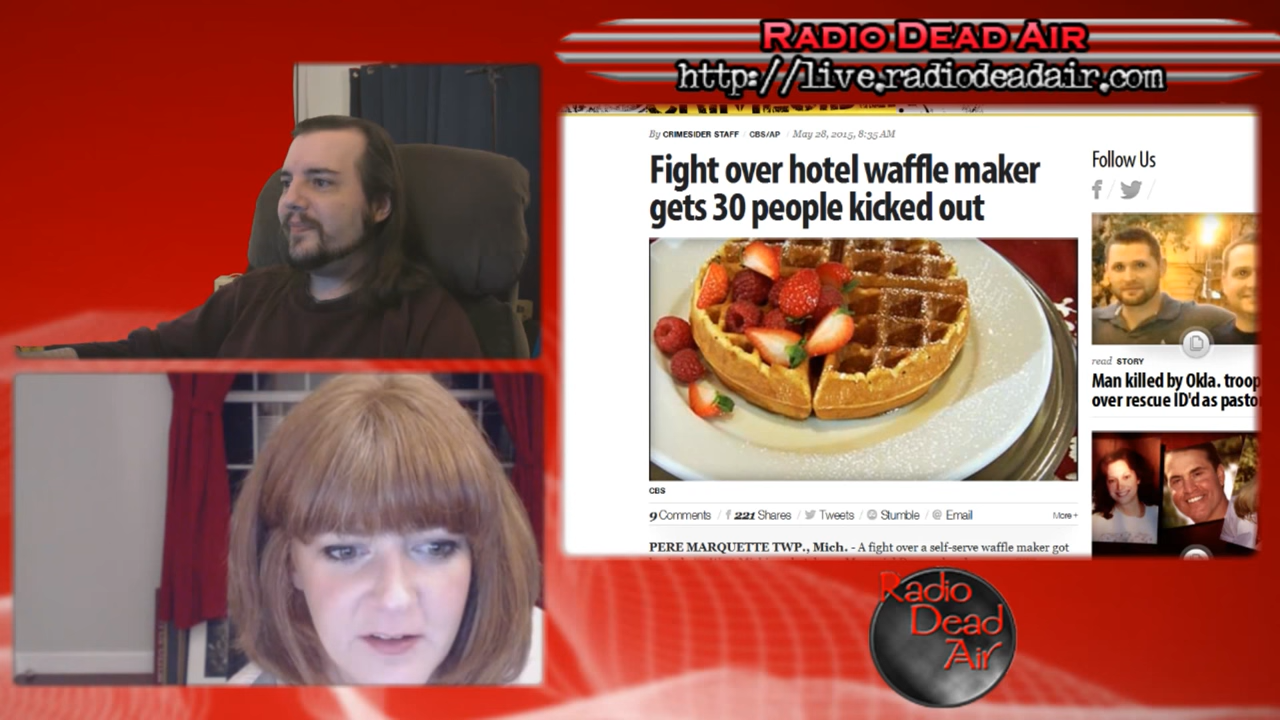 RADIO DEAD AIR
http://live.radiodeadair.com
By CRIMESIDER STAFF / CBS/AP / May 28, 2015, 8:35 AM
Fight over hotel waffle maker
gets 30 people kicked out
CBS
9 Comments / f 221 Shares / Tweets / Stumble / @ Email
More +
PERE MARQUETTE TWP., Mich. - A fight over a self-serve waffle maker got
Follow Us
read STORY
Man killed by Okla. troop
over rescue ID'd as pasto
Radio
Dead
Air